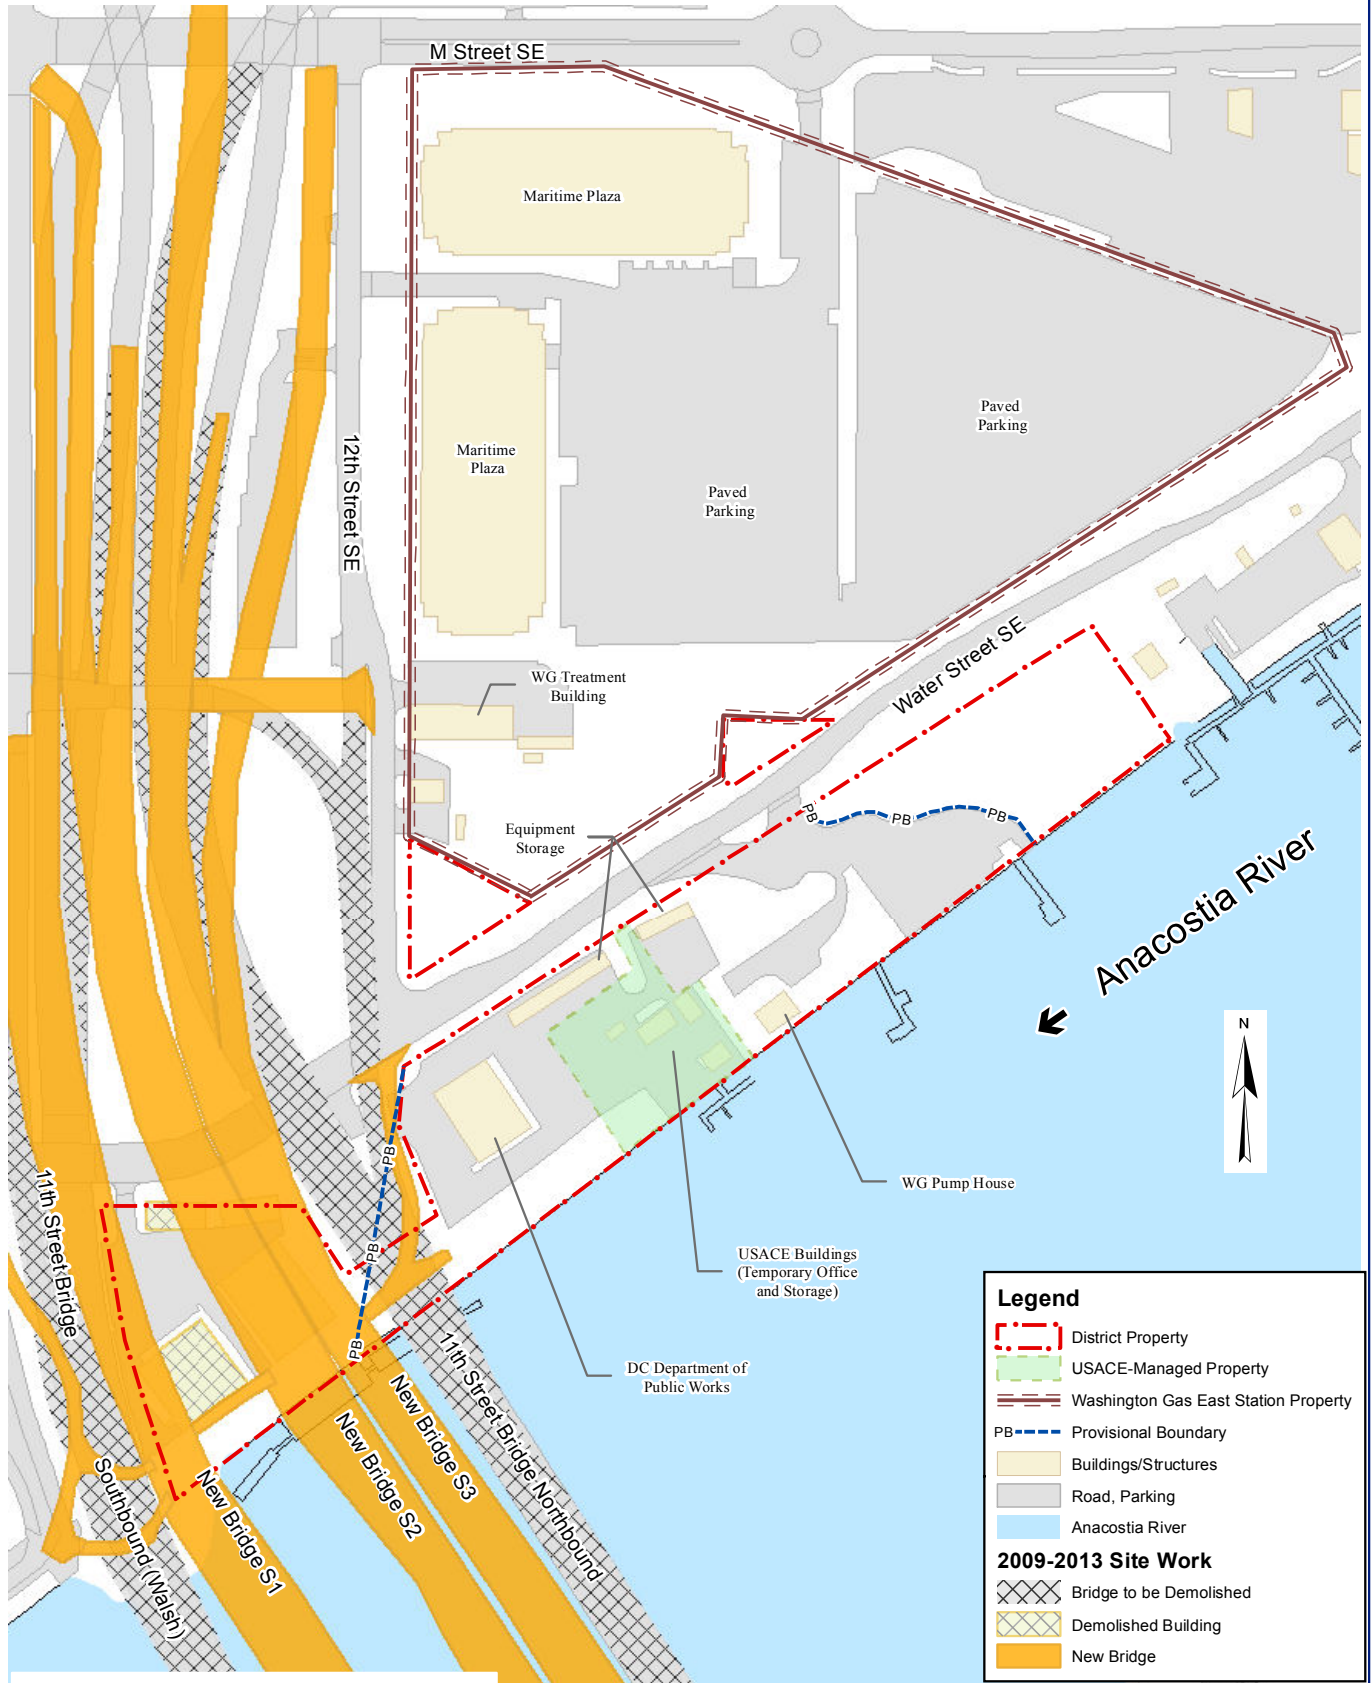 M Street SE
Maritime Plaza
Paved
Parking
12th Street SE
Maritime
Plaza
Paved
Parking
WG Treatment
Building
Water Street SE
Equipment
Storage
PB
PB
PB
Anacostia River
N
PB
PB
PB
WG Pump House
USACE Buildings
(Temporary Office
and Storage)
DC Department of
Public Works
11th Street Bridge
Southbound (Walsh)
New Bridge S1
New Bridge S2
New Bridge S3
11th Street Bridge Northbound
Legend
District Property
USACE-Managed Property
Washington Gas East Station Property
PB Provisional Boundary
Buildings/Structures
Road, Parking
Anacostia River
2009-2013 Site Work
Bridge to be Demolished
Demolished Building
New Bridge